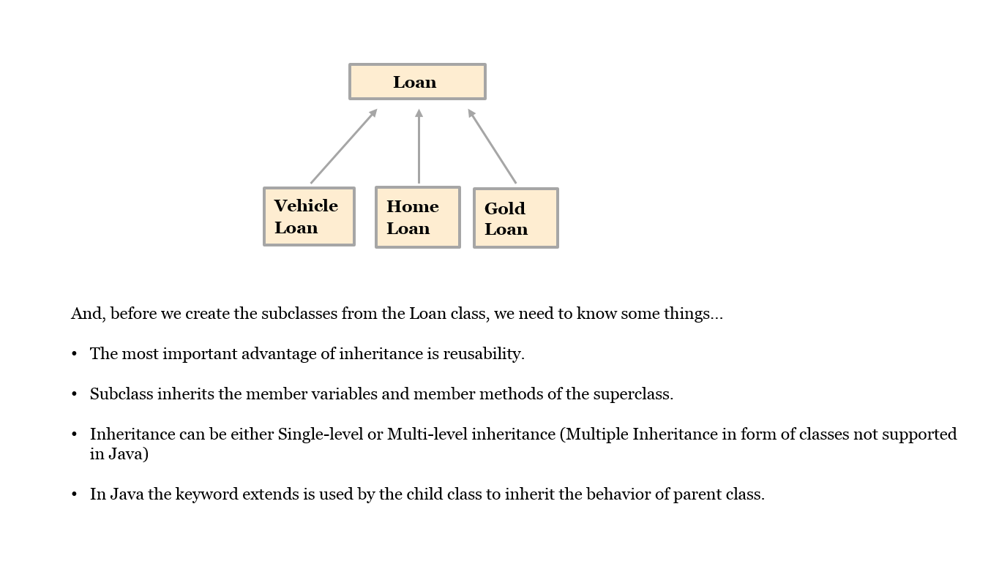 Loan
Vehicle
Loan
Home
Loan
Gold
Loan
And, before we create the subclasses from the Loan class, we need to know some things...
• The most important advantage of inheritance is reusability.
• Subclass inherits the member variables and member methods of the superclass.
• Inheritance can be either Single-level or Multi-level inheritance (Multiple Inheritance in form of classes not supported
in Java)
• In Java the keyword extends is used by the child class to inherit the behavior of parent class.